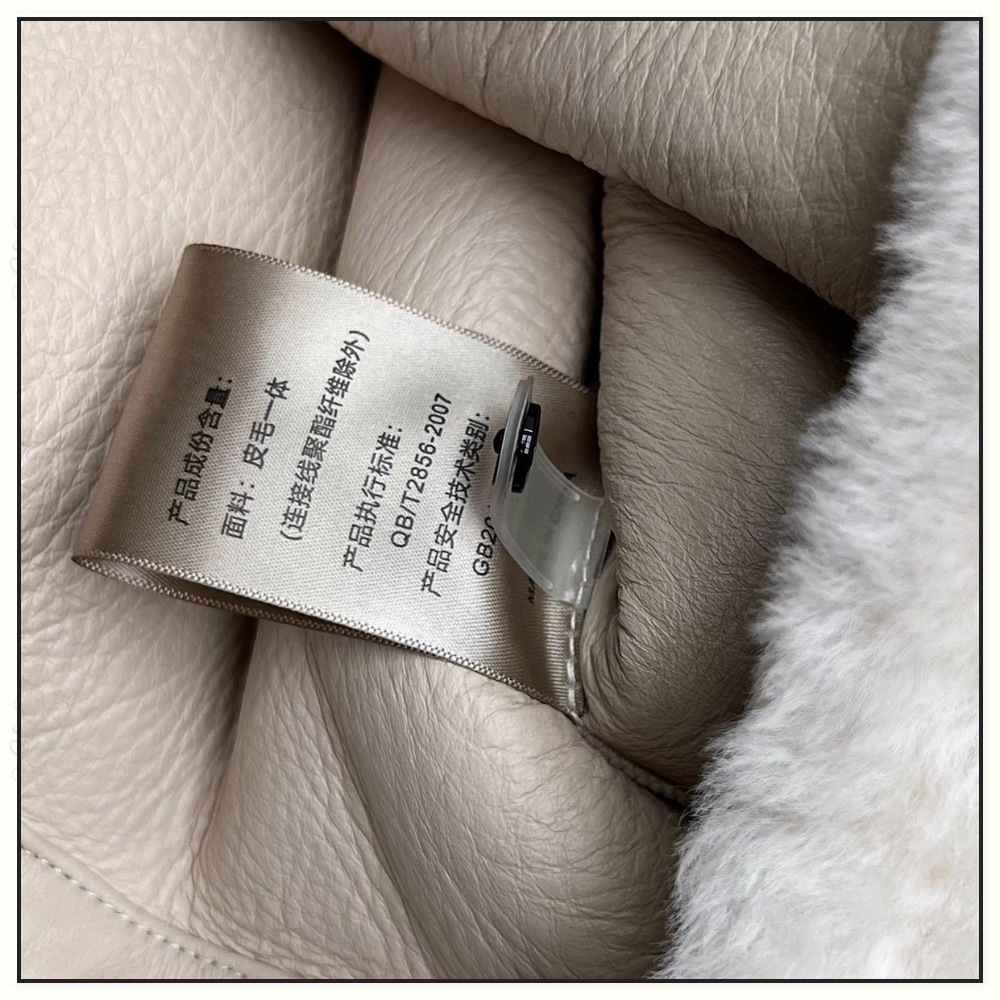 产品成份含量：
面料：皮毛一体
(连接线聚酯纤维除外)
产品执行标准：
QB/T2856-2007
产品安全技术类别：
GB20